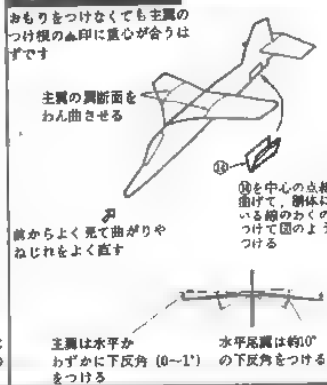 おもりをつけなくても主翼の
つけ根の▲印に重心が合うは
ずです
主翼の翼断面を
わん曲させる
⑭
⑭を中心の点線
曲げて，胴体に
いる線のわくの
つけて図のよう
つける
前からよく見て曲がりや
ねじれをよく直す
主翼は水平か
わずかに下反角 (0〜1°)
をつける
水平尾翼は約10°
の下反角をつける